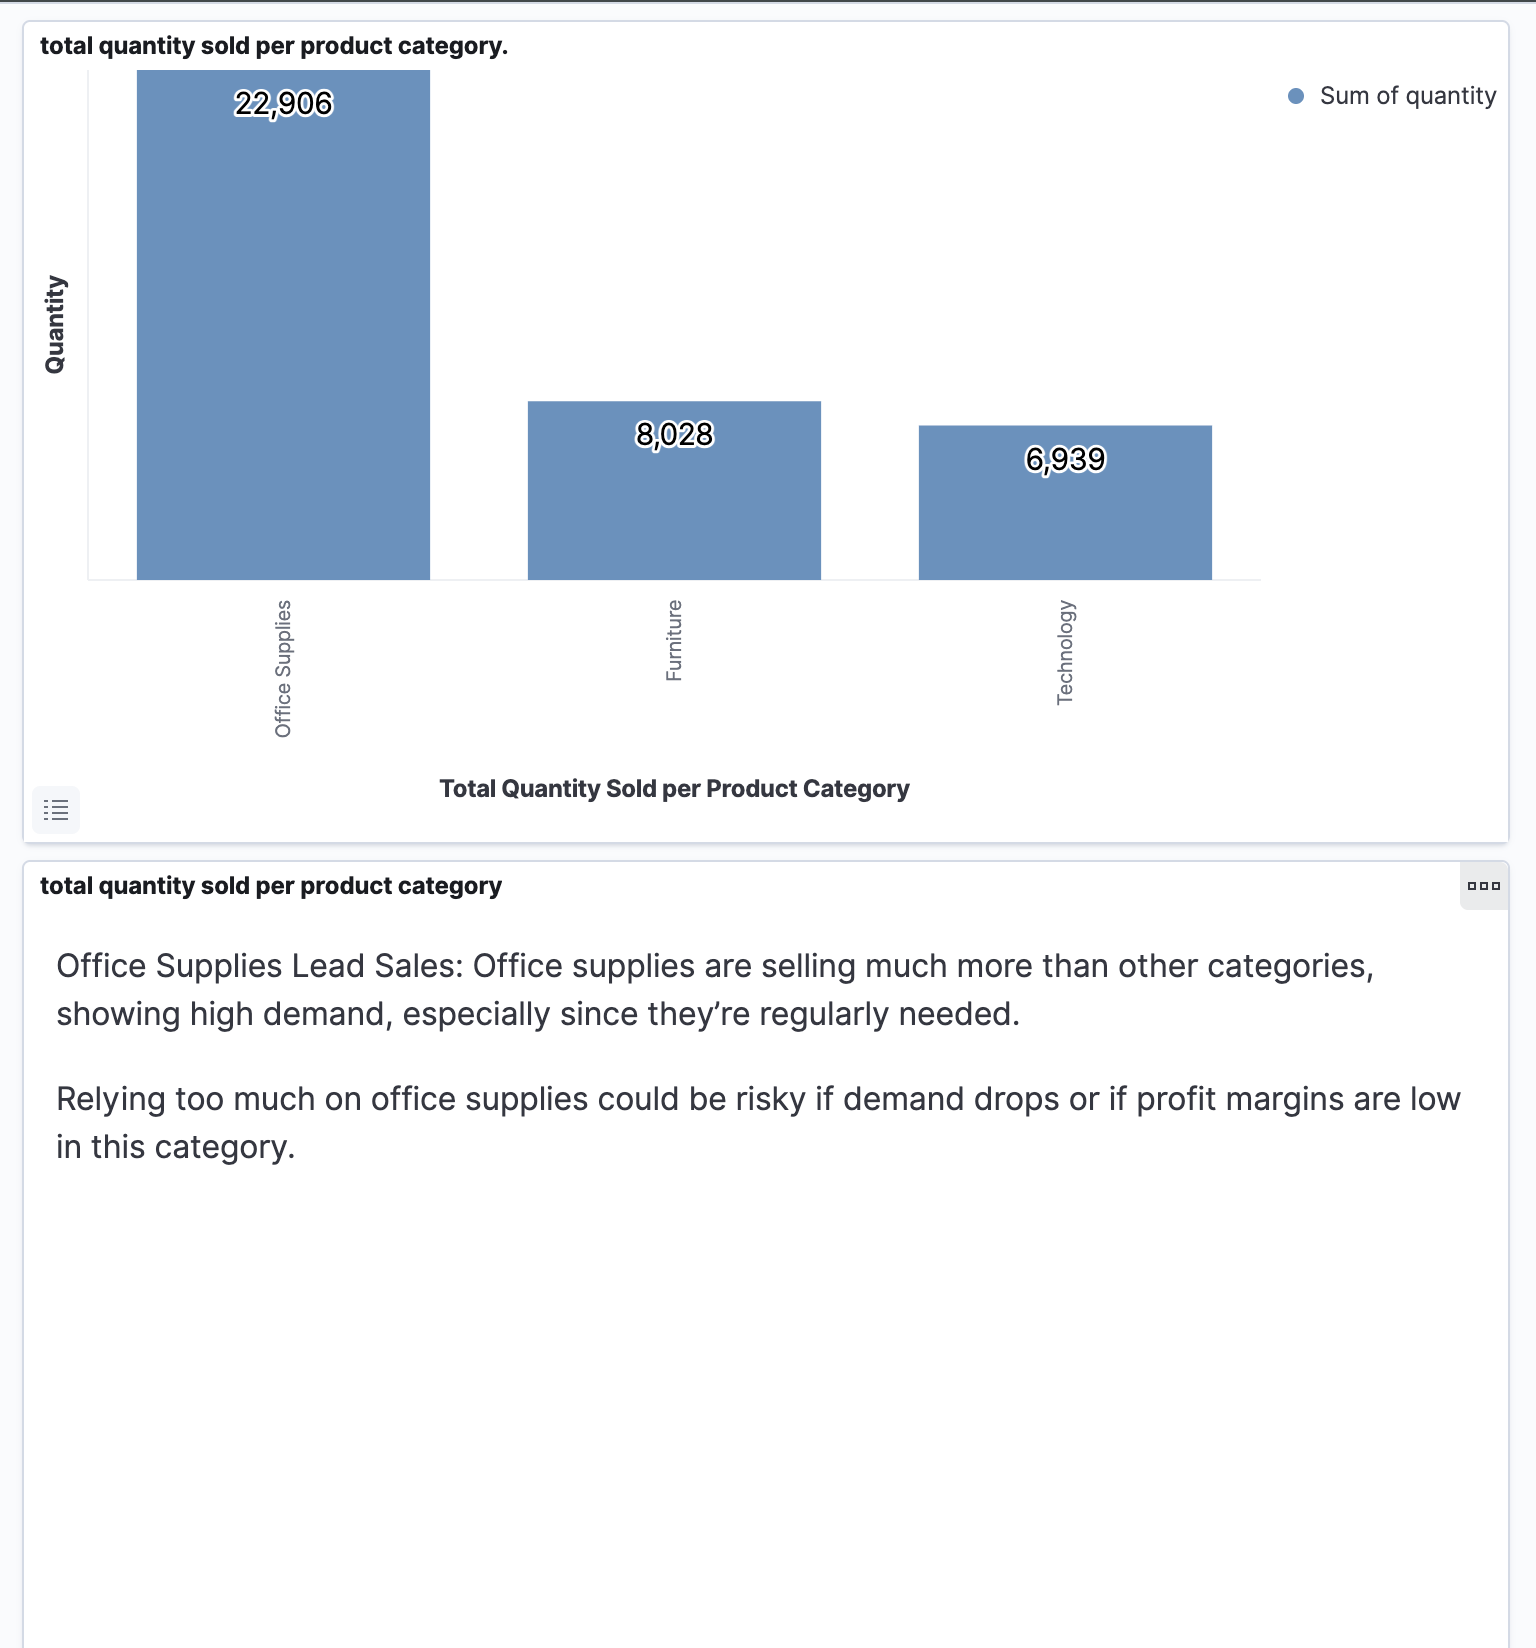 total quantity sold per product category.
22,906
Sum of quantity
Quantity
8,028
6,939
Office Supplies
Furniture
Technology
Total Quantity Sold per Product Category
total quantity sold per product category
Office Supplies Lead Sales: Office supplies are selling much more than other categories,
showing high demand, especially since they’re regularly needed.
Relying too much on office supplies could be risky if demand drops or if profit margins are low
in this category.